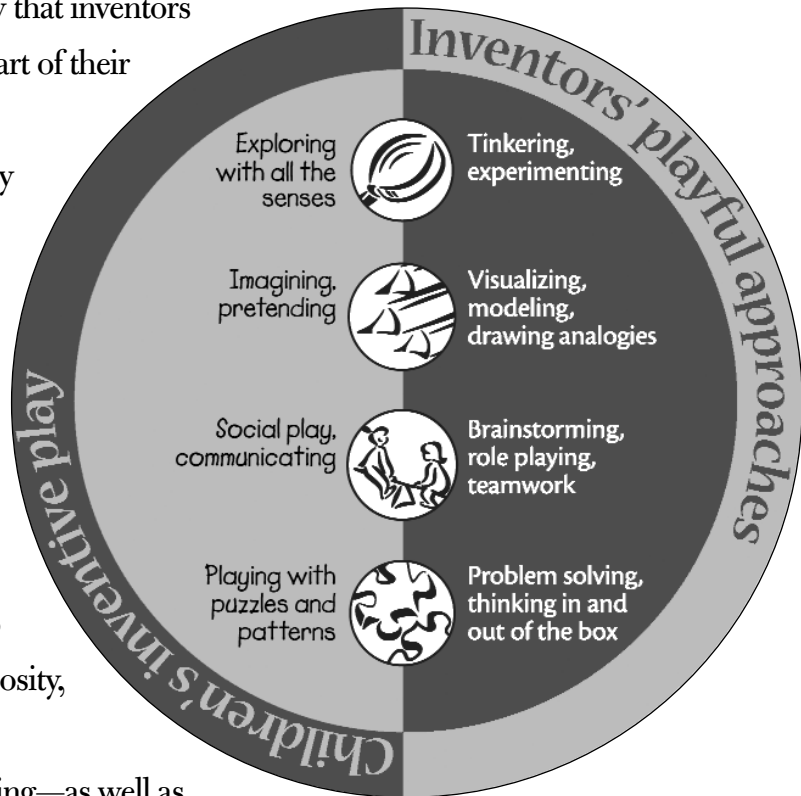 that inventors
art of their
y
osity,
ing—as well as
Inventors' playful approaches
Children's inventive play
Exploring
with all the
senses
Tinkering,
experimenting
Imagining,
pretending
Visualizing,
modeling,
drawing analogies
Social play,
communicating
Brainstorming,
role playing,
teamwork
Playing with
puzzles and
patterns
Problem solving,
thinking in and
out of the box